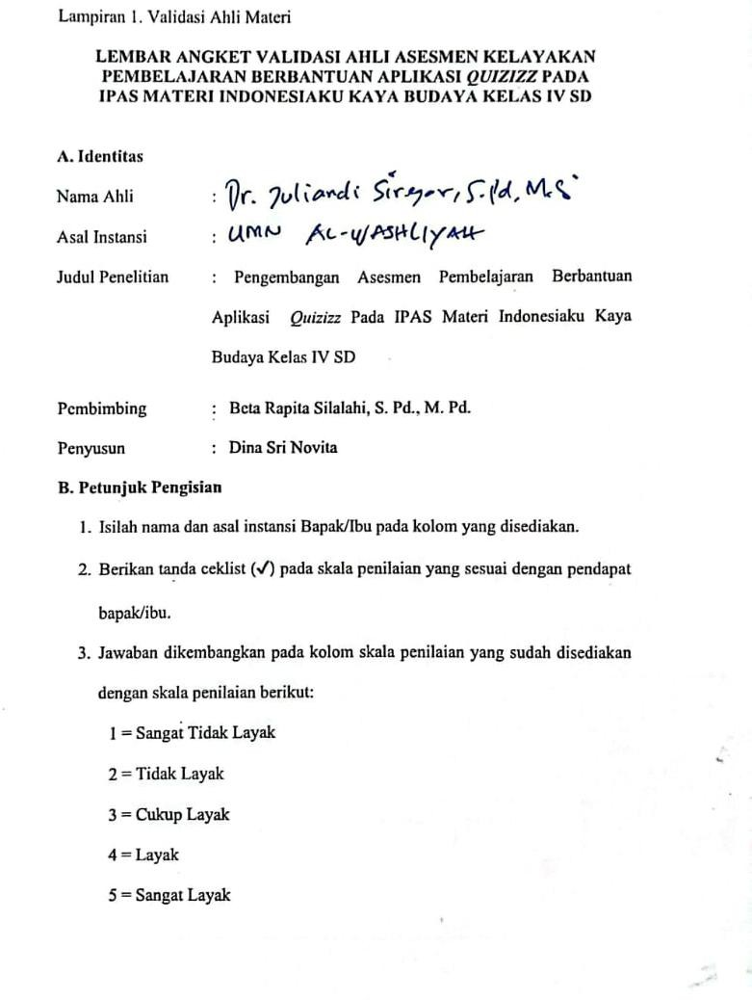 Lampiran 1. Validasi Ahli Materi
LEMBAR ANGKET VALIDASI AHLI ASESMEN KELAYAKAN
PEMBELAJARAN BERBANTUAN APLIKASI QUIZIZZ PADA
IPAS MATERI INDONESIAKU KAYA BUDAYA KELAS IV SD
A. Identitas
Nama Ahli : Dr. Juliandi Siregar, S.Pd, M.Si
Asal Instansi : UMN AL-WASHLIYAH
Judul Penelitian : Pengembangan Asesmen Pembelajaran Berbantuan
Aplikasi Quizizz Pada IPAS Materi Indonesiaku Kaya
Budaya Kelas IV SD
Pembimbing : Beta Rapita Silalahi, S. Pd., M. Pd.
Penyusun : Dina Sri Novita
B. Petunjuk Pengisian
1. Isilah nama dan asal instansi Bapak/Ibu pada kolom yang disediakan.
2. Berikan tanda ceklist (✓) pada skala penilaian yang sesuai dengan pendapat
bapak/ibu.
3. Jawaban dikembangkan pada kolom skala penilaian yang sudah disediakan
dengan skala penilaian berikut:
1 = Sangat Tidak Layak
2 = Tidak Layak
3 = Cukup Layak
4 = Layak
5 = Sangat Layak